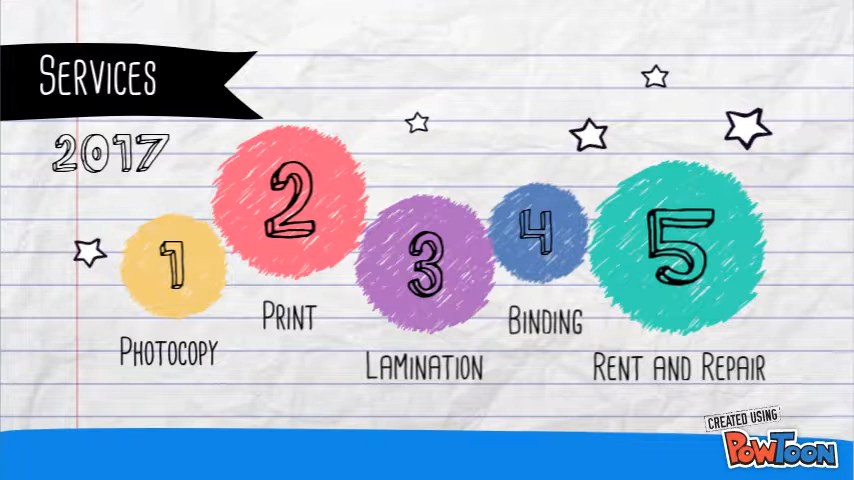 SERVICES
2017
1
PHOTOCOPY
2
PRINT
3
LAMINATION
4
BINDING
5
RENT AND REPAIR
CREATED USING
POWTOON